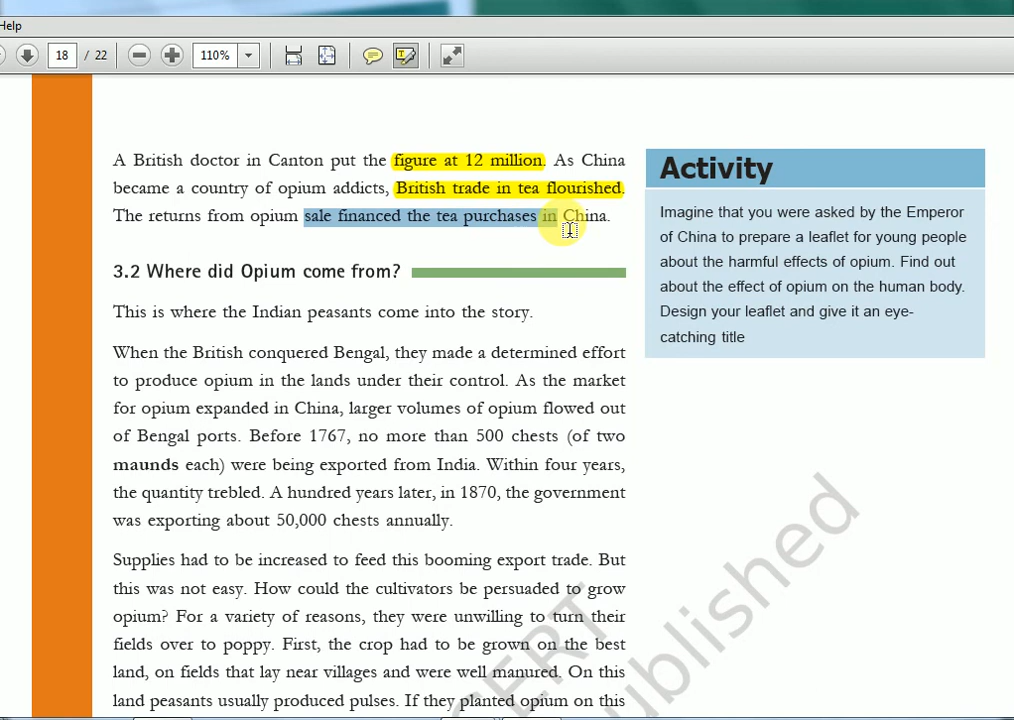 Help
18 / 22 110%
A British doctor in Canton put the figure at 12 million. As China
became a country of opium addicts, British trade in tea flourished.
The returns from opium sale financed the tea purchases in China.
3.2 Where did Opium come from?
This is where the Indian peasants come into the story.
When the British conquered Bengal, they made a determined effort
to produce opium in the lands under their control. As the market
for opium expanded in China, larger volumes of opium flowed out
of Bengal ports. Before 1767, no more than 500 chests (of two
maunds each) were being exported from India. Within four years,
the quantity trebled. A hundred years later, in 1870, the government
was exporting about 50,000 chests annually.
Supplies had to be increased to feed this booming export trade. But
this was not easy. How could the cultivators be persuaded to grow
opium? For a variety of reasons, they were unwilling to turn their
fields over to poppy. First, the crop had to be grown on the best
land, on fields that lay near villages and were well manured. On this
land peasants usually produced pulses. If they planted opium on this
Activity
Imagine that you were asked by the Emperor
of China to prepare a leaflet for young people
about the harmful effects of opium. Find out
about the effect of opium on the human body.
Design your leaflet and give it an eye-
catching title
CERT
ublished